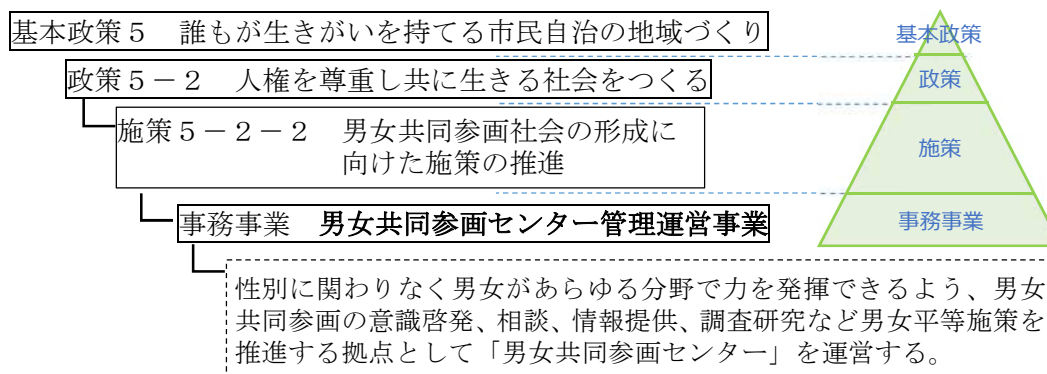 基本政策５　誰もが生きがいを持てる市民自治の地域づくり
政策５－２　人権を尊重し共に生きる社会をつくる
施策５－２－２　男女共同参画社会の形成に
向けた施策の推進
事務事業　男女共同参画センター管理運営事業
性別に関わりなく男女があらゆる分野で力を発揮できるよう、男女
共同参画の意識啓発、相談、情報提供、調査研究など男女平等施策を
推進する拠点として「男女共同参画センター」を運営する。
基本政策
政策
施策
事務事業